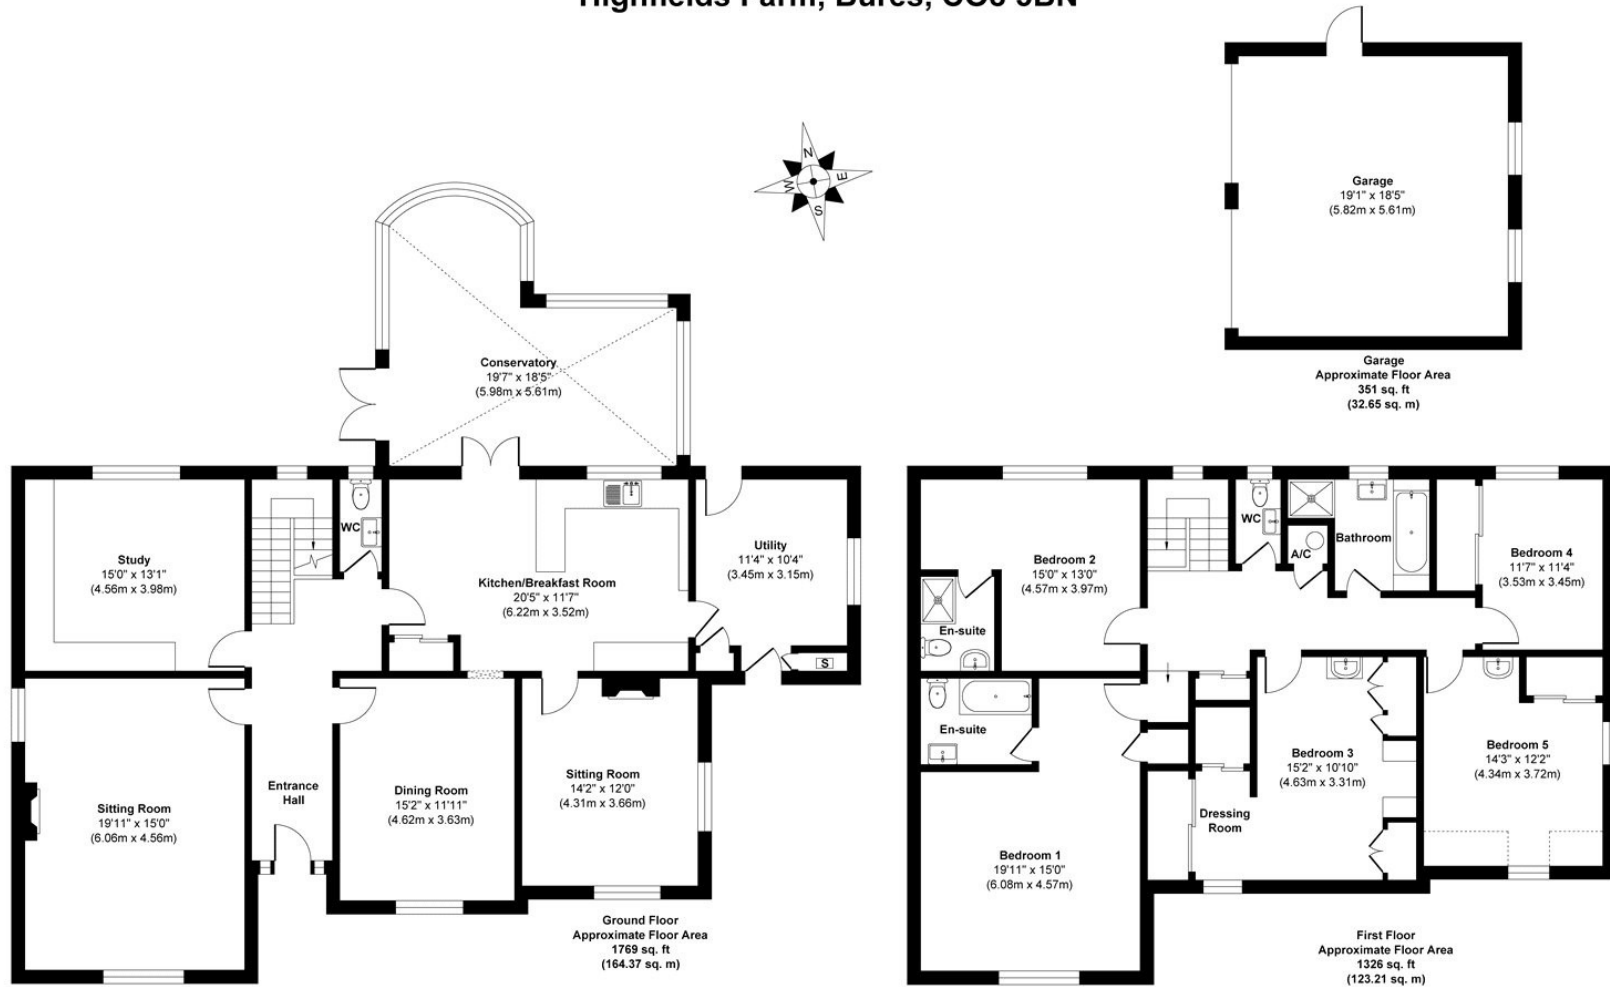 Highfields Farm, Bures, CO8 5BN
N
W
E
S
Garage
19'1" x 18'5"
(5.82m x 5.61m)
Garage
Approximate Floor Area
351 sq. ft
(32.65 sq. m)
Conservatory
19'7" x 18'5"
(5.98m x 5.61m)
Study
15'0" x 13'1"
(4.56m x 3.98m)
WC
Kitchen/Breakfast Room
20'5" x 11'7"
(6.22m x 3.52m)
Utility
11'4" x 10'4"
(3.45m x 3.15m)
S
Sitting Room
19'11" x 15'0"
(6.06m x 4.56m)
Entrance
Hall
Dining Room
15'2" x 11'11"
(4.62m x 3.63m)
Sitting Room
14'2" x 12'0"
(4.31m x 3.66m)
Ground Floor
Approximate Floor Area
1769 sq. ft
(164.37 sq. m)
Bedroom 2
15'0" x 13'0"
(4.57m x 3.97m)
En-suite
WC
A/C
Bathroom
Bedroom 4
11'7" x 11'4"
(3.53m x 3.45m)
En-suite
Bedroom 1
19'11" x 15'0"
(6.08m x 4.57m)
Dressing
Room
Bedroom 3
15'2" x 10'10"
(4.63m x 3.31m)
Bedroom 5
14'3" x 12'2"
(4.34m x 3.72m)
First Floor
Approximate Floor Area
1326 sq. ft
(123.21 sq. m)